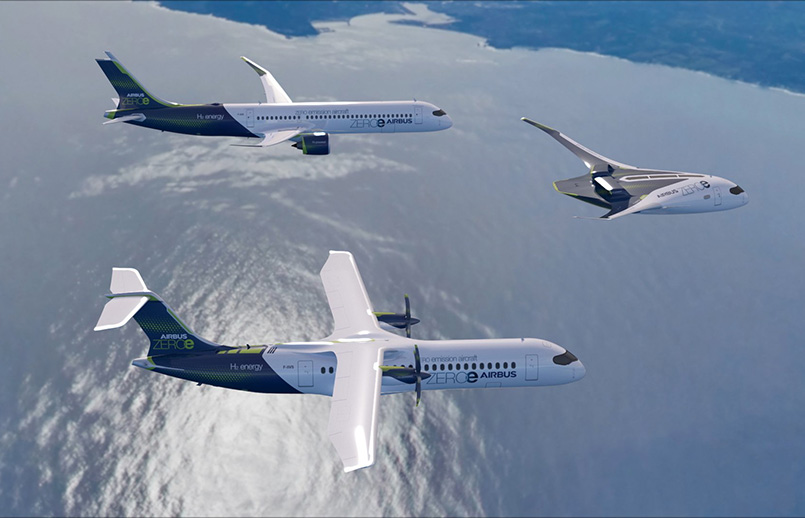 AIRBUS
ZEROe
H₂ energy
Zero emission aircraft
ZEROe AIRBUS
AIRBUS ZEROe
AIRBUS
ZEROe
H₂ energy
ZERO emission aircraft
ZEROe AIRBUS